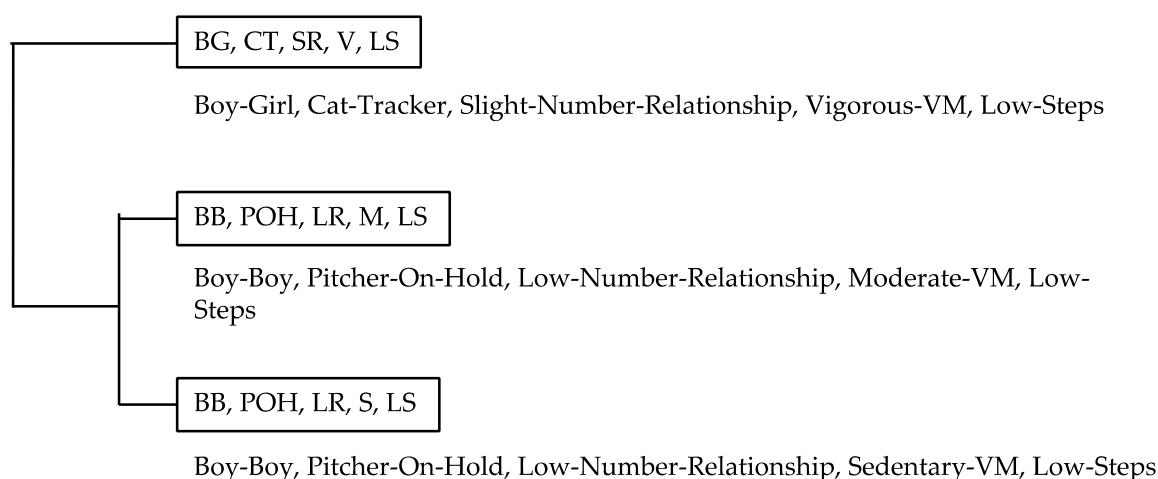 BG, CT, SR, V, LS
Boy-Girl, Cat-Tracker, Slight-Number-Relationship, Vigorous-VM, Low-Steps
BB, POH, LR, M, LS
Boy-Boy, Pitcher-On-Hold, Low-Number-Relationship, Moderate-VM, Low-
Steps
BB, POH, LR, S, LS
Boy-Boy, Pitcher-On-Hold, Low-Number-Relationship, Sedentary-VM, Low-Steps